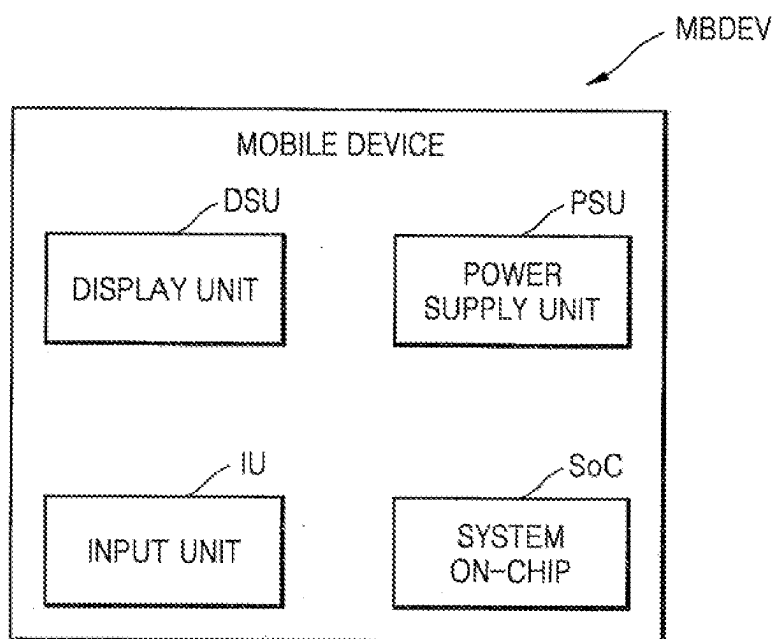 MBDEV
MOBILE DEVICE
DSU
PSU
DISPLAY UNIT
POWER
SUPPLY UNIT
IU
SoC
INPUT UNIT
SYSTEM
ON-CHIP